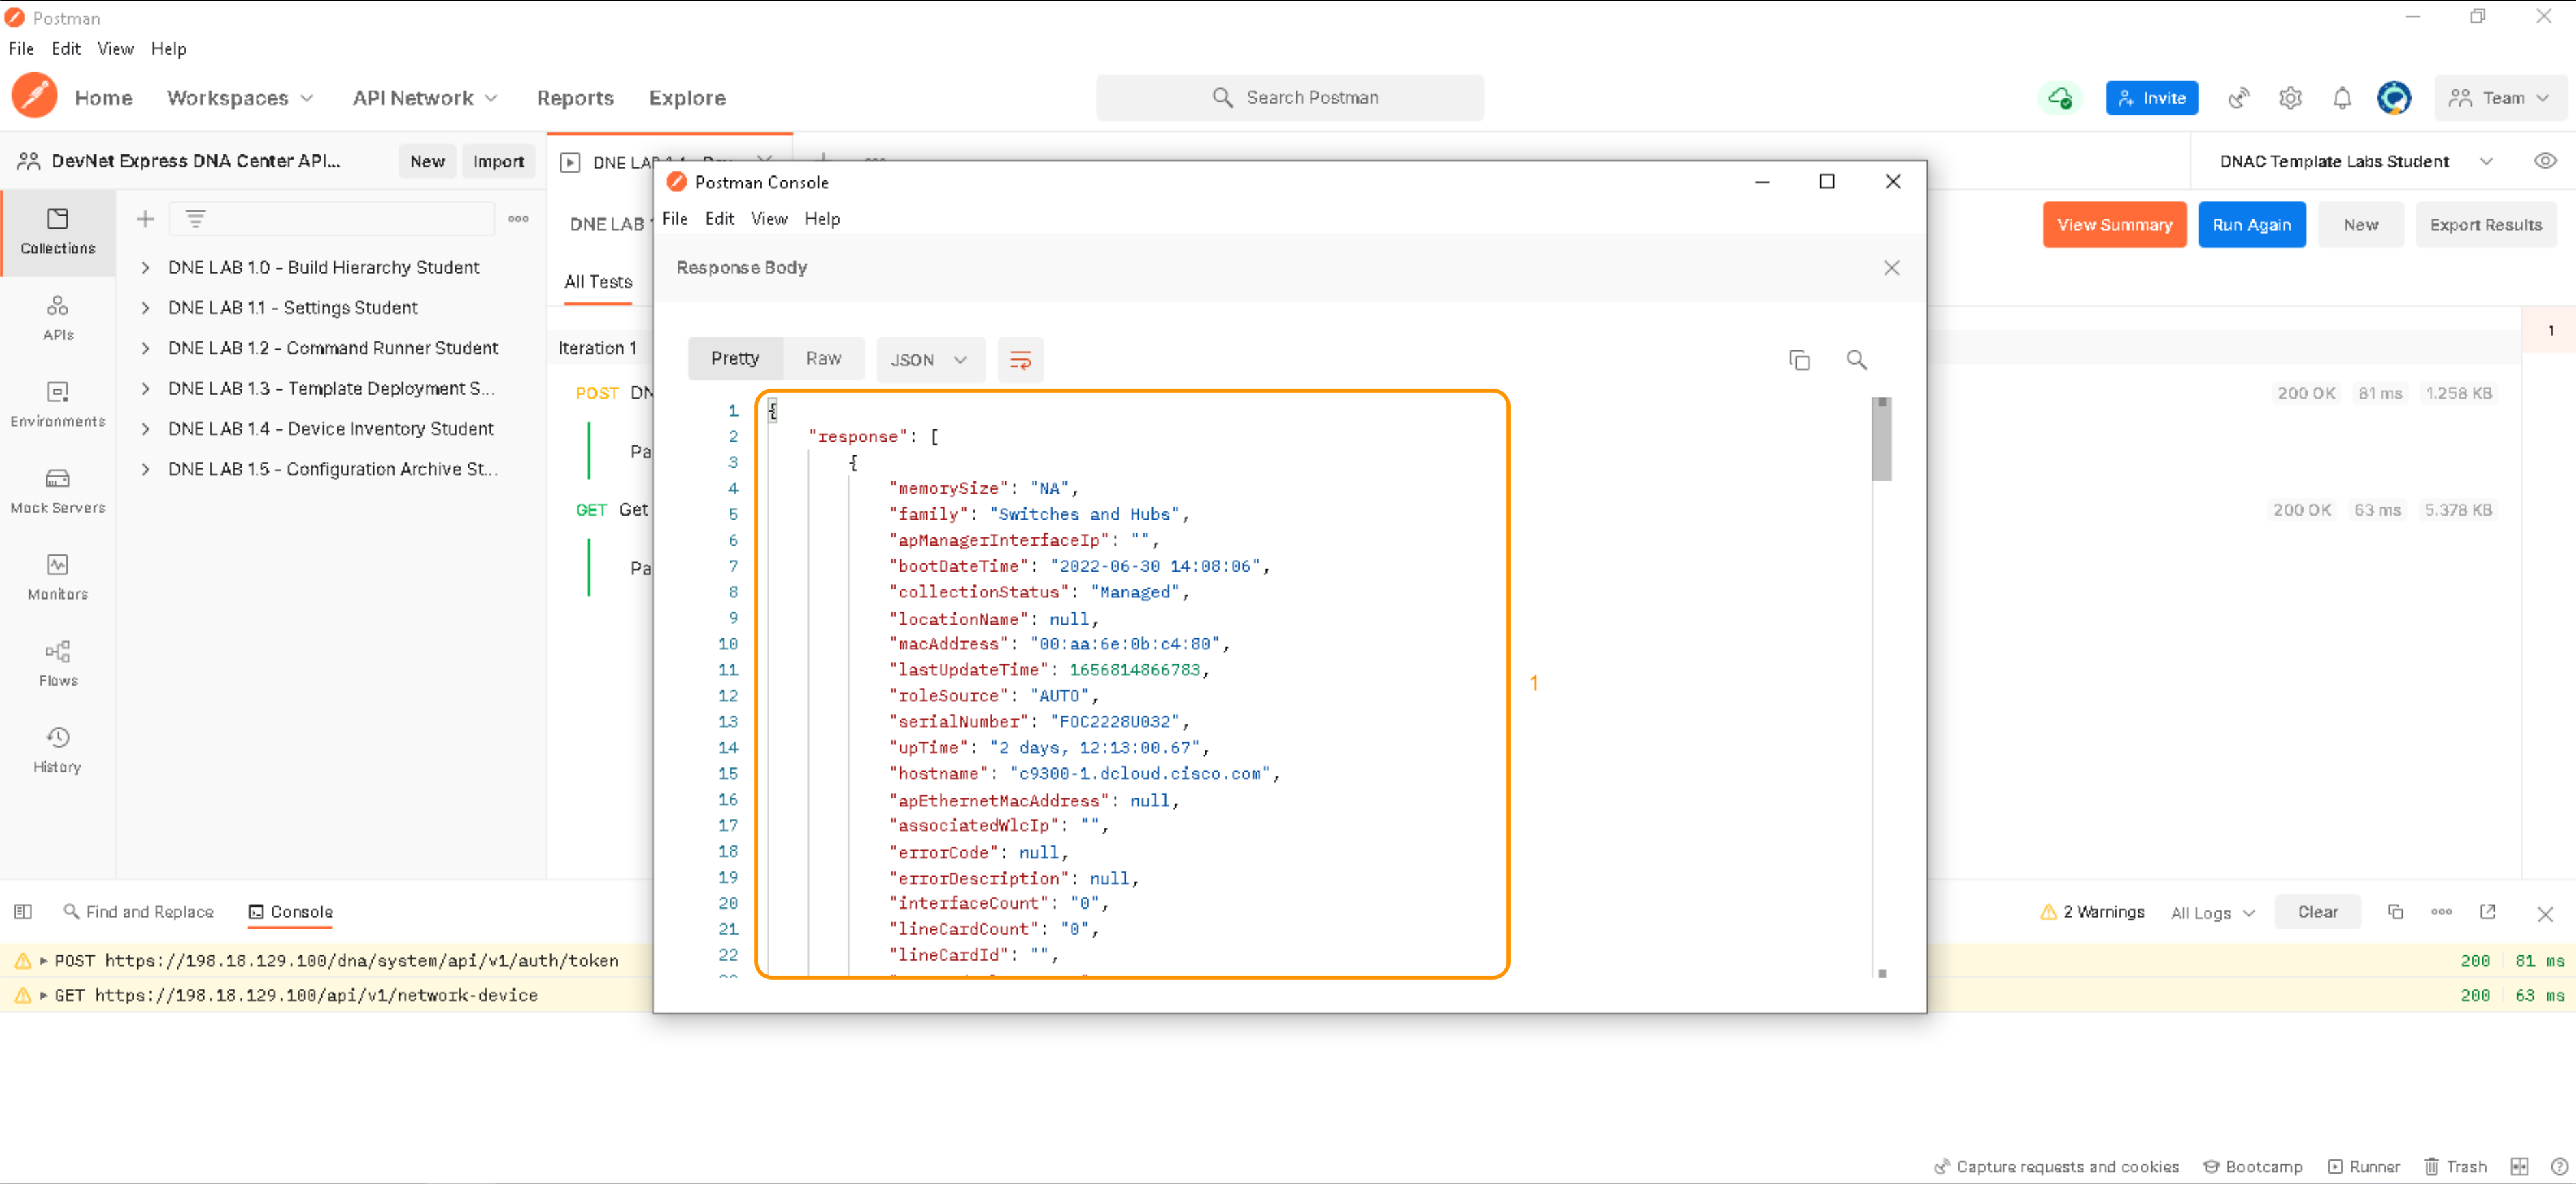 Postman
File Edit View Help
Home Workspaces API Network Reports Explore
Search Postman
Invite
Team
DevNet Express DNA Center API...
New Import
DNE LAB
DNAC Template Labs Student
Collections
APIs
Environments
Mock Servers
Monitors
Flows
History
DNE LAB 1.0 - Build Hierarchy Student
DNE LAB 1.1 - Settings Student
DNE LAB 1.2 - Command Runner Student
DNE LAB 1.3 - Template Deployment S...
DNE LAB 1.4 - Device Inventory Student
DNE LAB 1.5 - Configuration Archive St...
DNE LAB
View Summary Run Again New Export Results
All Tests
Iteration 1
1
POST DN
200 OK 81 ms 1.258 KB
Pa
GET Get
200 OK 63 ms 5.378 KB
Pa
Postman Console
File Edit View Help
Response Body
Pretty Raw JSON
1 {
2 "response": [
3 {
4 "memorySize": "NA",
5 "family": "Switches and Hubs",
6 "apManagerInterfaceIp": "",
7 "bootDateTime": "2022-06-30 14:08:06",
8 "collectionStatus": "Managed",
9 "locationName": null,
10 "macAddress": "00:aa:6e:0b:c4:80",
11 "lastUpdateTime": 1656814866783,
12 "roleSource": "AUTO",
13 "serialNumber": "FOC2228U032",
14 "upTime": "2 days, 12:13:00.67",
15 "hostname": "c9300-1.dcloud.cisco.com",
16 "apEthernetMacAddress": null,
17 "associatedWlcIp": "",
18 "errorCode": null,
19 "errorDescription": null,
20 "interfaceCount": "0",
21 "lineCardCount": "0",
22 "lineCardId": "",
1
Find and Replace Console
2 Warnings All Logs Clear
POST https://198.18.129.100/dna/system/api/v1/auth/token
200 81 ms
GET https://198.18.129.100/api/v1/network-device
200 63 ms
Capture requests and cookies Bootcamp Runner Trash